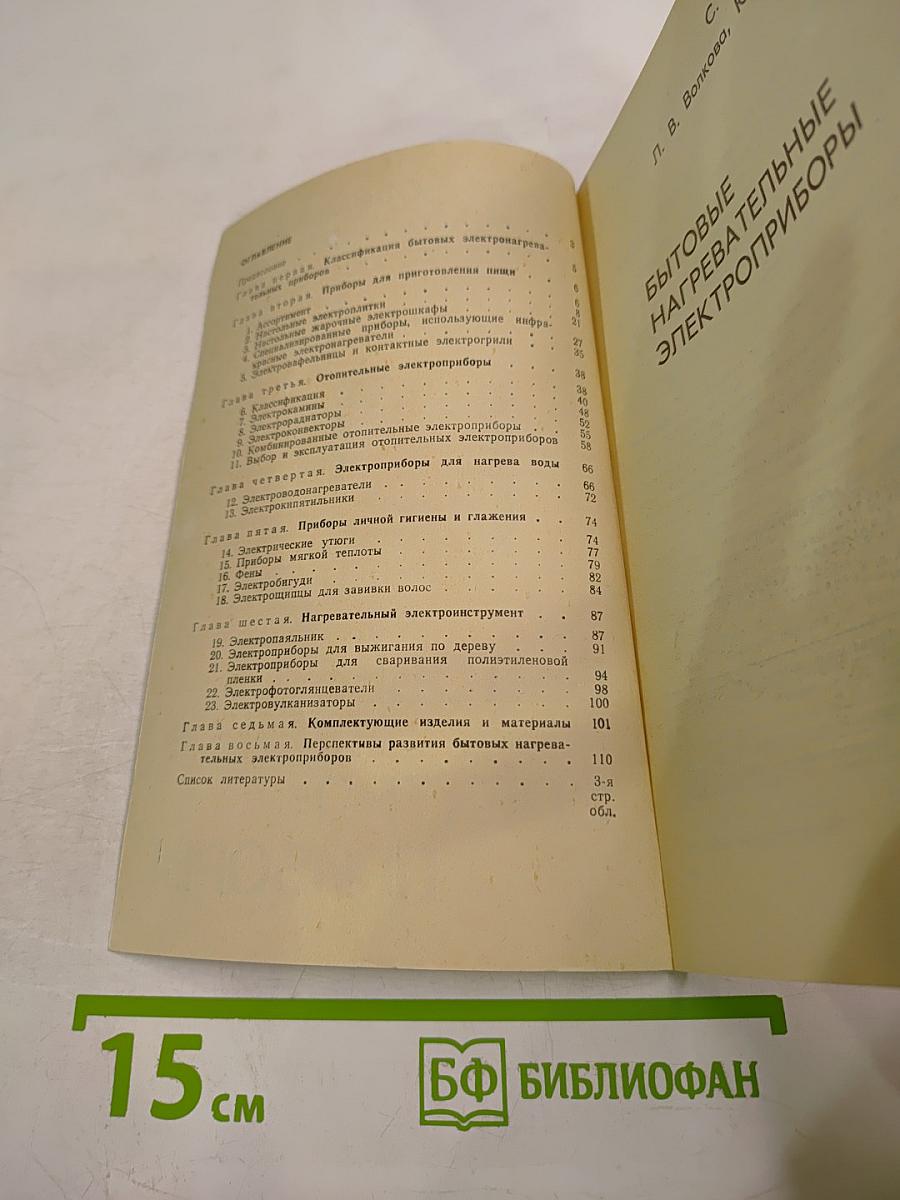 ОГЛАВЛЕНИЕ
Предисловие . . . . . . . . . . 3
Глава первая. Классификация бытовых электронагрева-
тельных приборов . . . . . . . . 5
Глава вторая. Приборы для приготовления пищи . 6
1. Ассортимент . . . . . . . . . 6
2. Настольные электроплитки . . . . . . 8
3. Настольные жарочные электрошкафы . . . . 21
4. Специализированные приборы, использующие инфра-
красные электронагреватели . . . . . . 27
5. Электровафельницы и контактные электрогрили . . 35
Глава третья. Отопительные электроприборы . . 38
6. Классификация . . . . . . . . 38
7. Электрокамины . . . . . . . . 40
8. Электрорадиаторы . . . . . . . 48
9. Электроконвекторы . . . . . . . 52
10. Комбинированные отопительные электроприборы . . 55
11. Выбор и эксплуатация отопительных электроприборов 58
Глава четвертая. Электроприборы для нагрева воды 66
12. Электроводонагреватели . . . . . . 66
13. Электрокипятильники . . . . . . . 72
Глава пятая. Приборы личной гигиены и глажения . . 74
14. Электрические утюги . . . . . . . 74
15. Приборы мягкой теплоты . . . . . . 77
16. Фены . . . . . . . . . . 79
17. Электробигуди . . . . . . . . 82
18. Электрощипцы для завивки волос . . . . . 84
Глава шестая. Нагревательный электроинструмент . . 87
19. Электропаяльник . . . . . . . . 87
20. Электроприборы для выжигания по дереву . . . 91
21. Электроприборы для сваривания полиэтиленовой
пленки . . . . . . . . . . 94
22. Электрофотоглянцеватели . . . . . . 98
23. Электровулканизаторы . . . . . . . 100
Глава седьмая. Комплектующие изделия и материалы 101
Глава восьмая. Перспективы развития бытовых нагрева-
тельных электроприборов . . . . . . . 110
Список литературы . . . . . . . . 3-я
стр.
обл.
С.
Л. В. Волкова,
БЫТОВЫЕ
НАГРЕВАТЕЛЬНЫЕ
ЭЛЕКТРОПРИБОРЫ
15 см
БФ БИБЛИОФАН